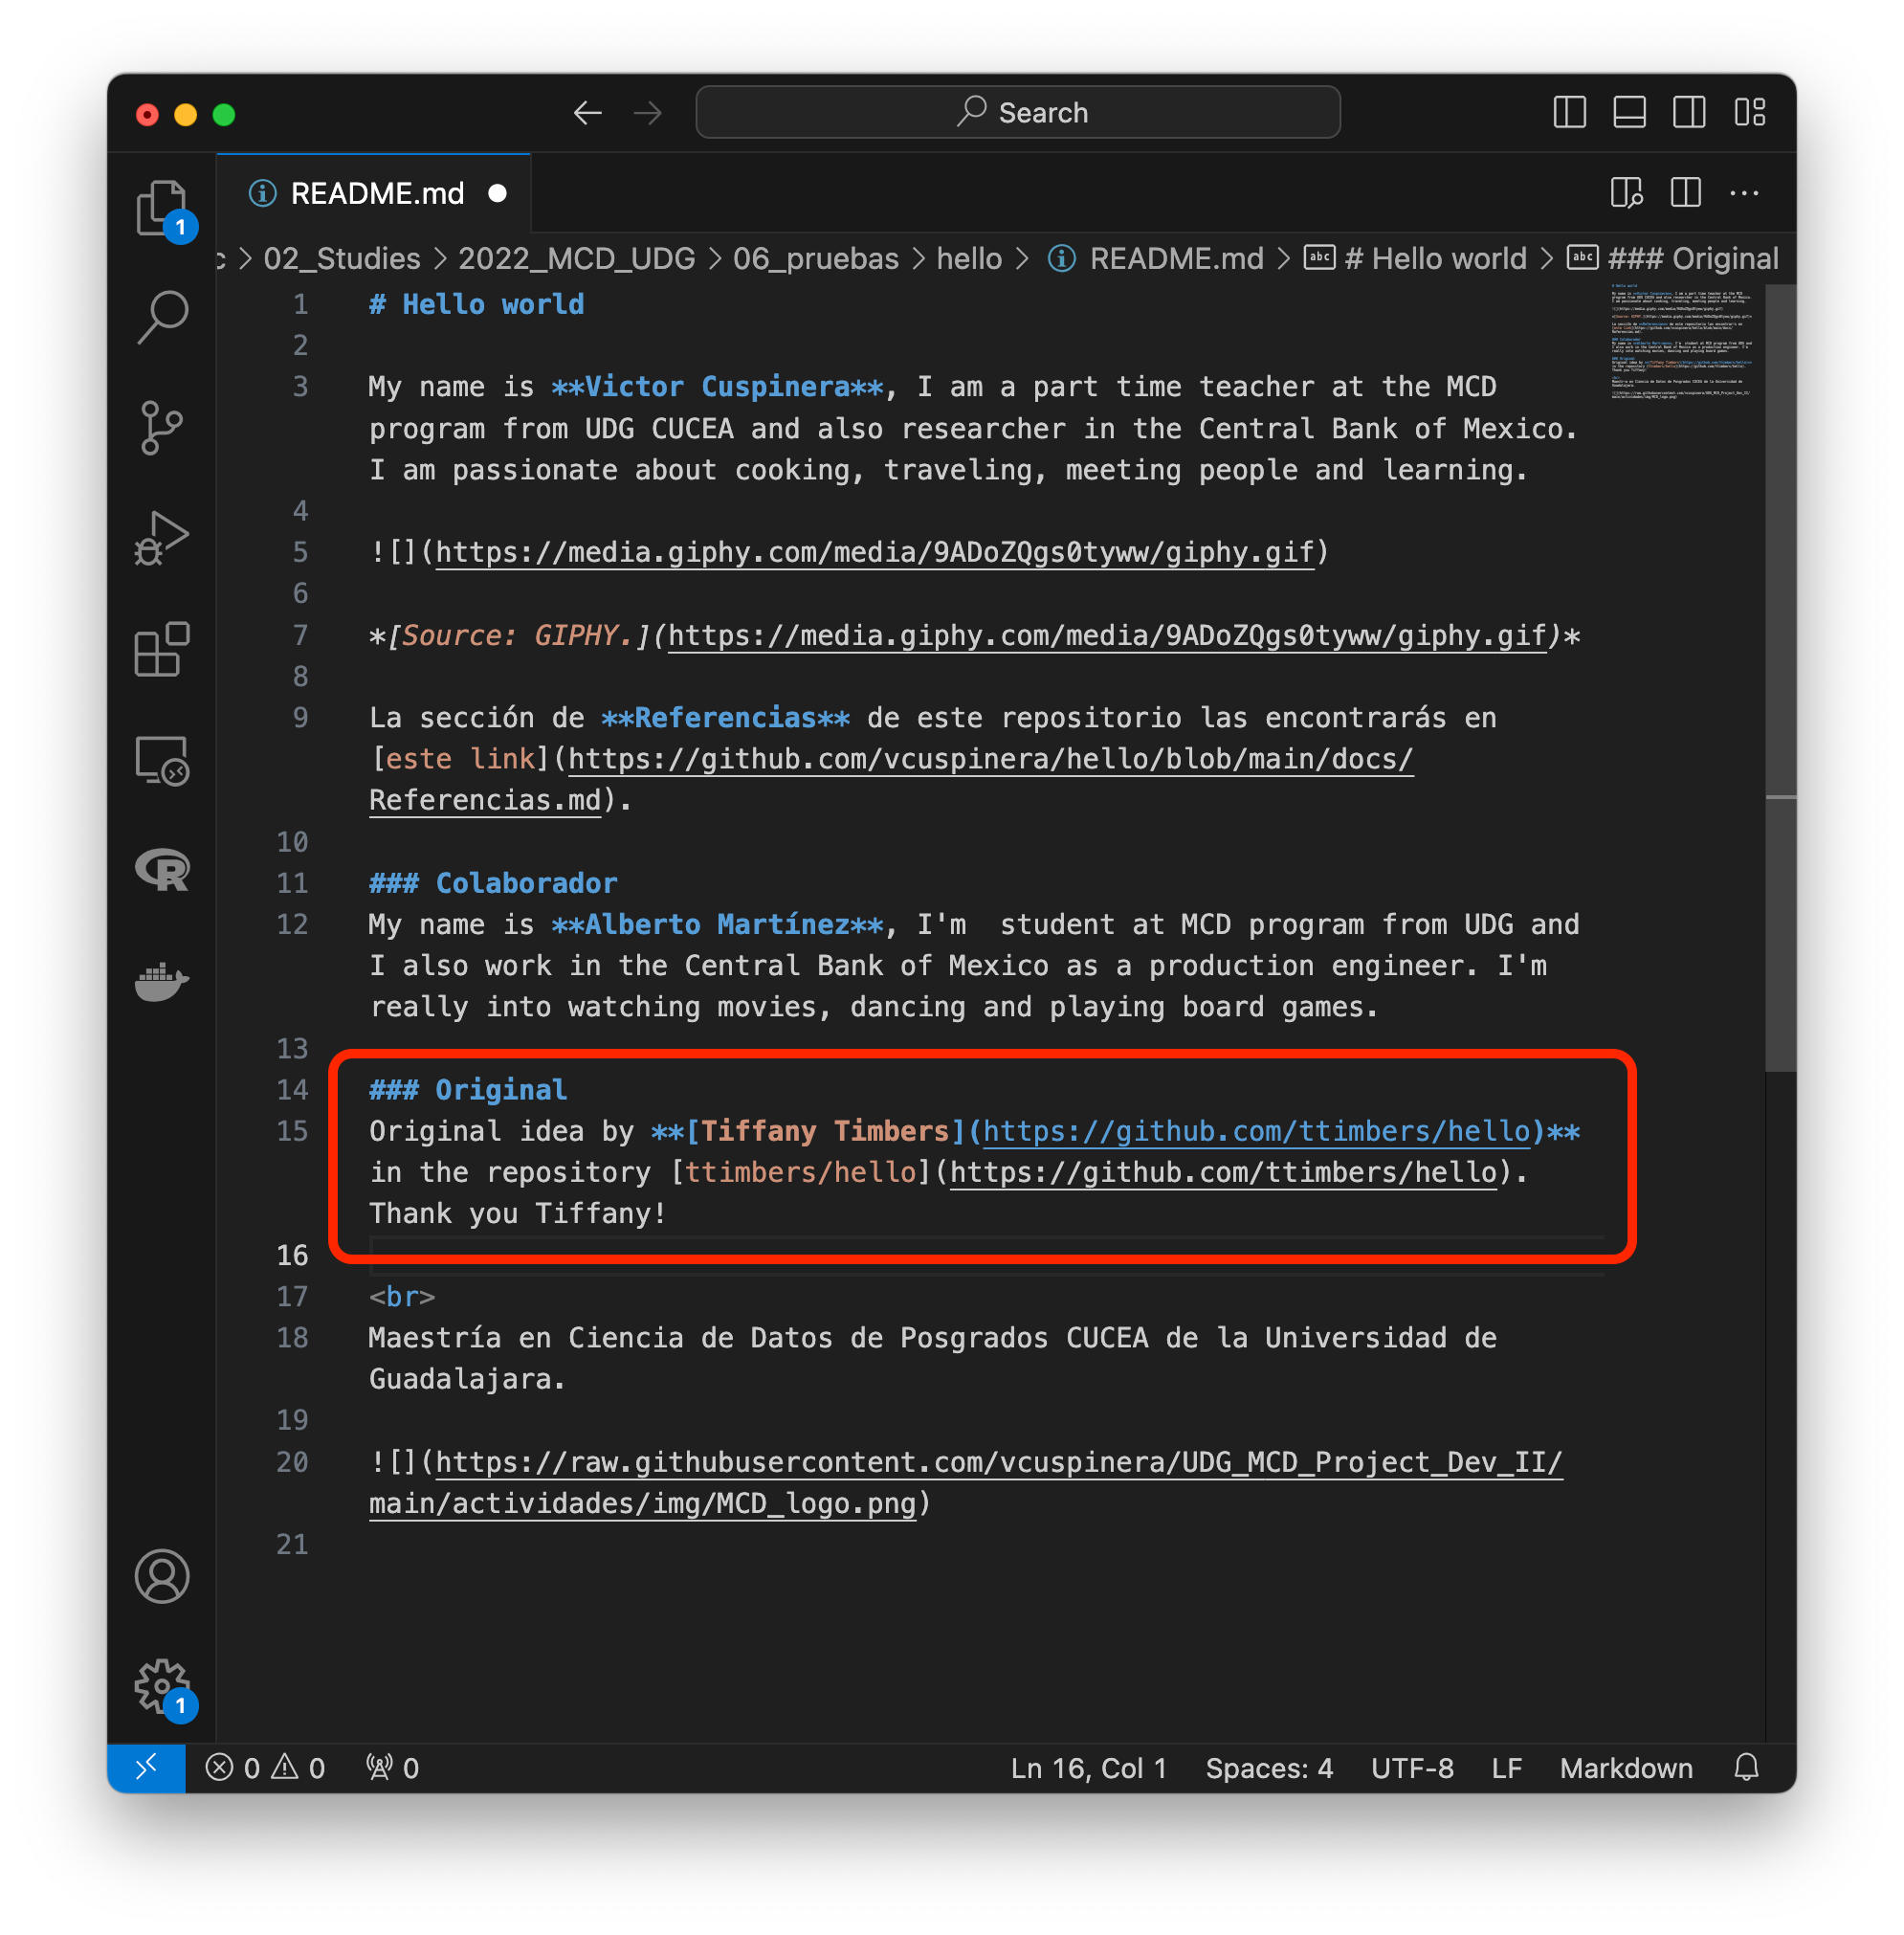 Search
README.md
1
c > 02_Studies > 2022_MCD_UDG > 06_pruebas > hello > README.md > # Hello world > ### Original
1 # Hello world
2
3 My name is **Victor Cuspinera**, I am a part time teacher at the MCD
program from UDG CUCEA and also researcher in the Central Bank of Mexico.
I am passionate about cooking, traveling, meeting people and learning.
4
5 ![](https://media.giphy.com/media/9ADoZQgs0tyww/giphy.gif)
6
7 *[Source: GIPHY.](https://media.giphy.com/media/9ADoZQgs0tyww/giphy.gif)*
8
9 La sección de **Referencias** de este repositorio las encontrarás en
[este link](https://github.com/vcuspinera/hello/blob/main/docs/
Referencias.md).
10
11 ### Colaborador
12 My name is **Alberto Martínez**, I'm  student at MCD program from UDG and
I also work in the Central Bank of Mexico as a production engineer. I'm
really into watching movies, dancing and playing board games.
13
14 ### Original
15 Original idea by **[Tiffany Timbers](https://github.com/ttimbers/hello)**
in the repository [ttimbers/hello](https://github.com/ttimbers/hello).
Thank you Tiffany!
16
17 <br>
18 Maestría en Ciencia de Datos de Posgrados CUCEA de la Universidad de
Guadalajara.
19
20 ![](https://raw.githubusercontent.com/vcuspinera/UDG_MCD_Project_Dev_II/
main/actividades/img/MCD_logo.png)
21
R
1
0 0 0 Ln 16, Col 1 Spaces: 4 UTF-8 LF Markdown